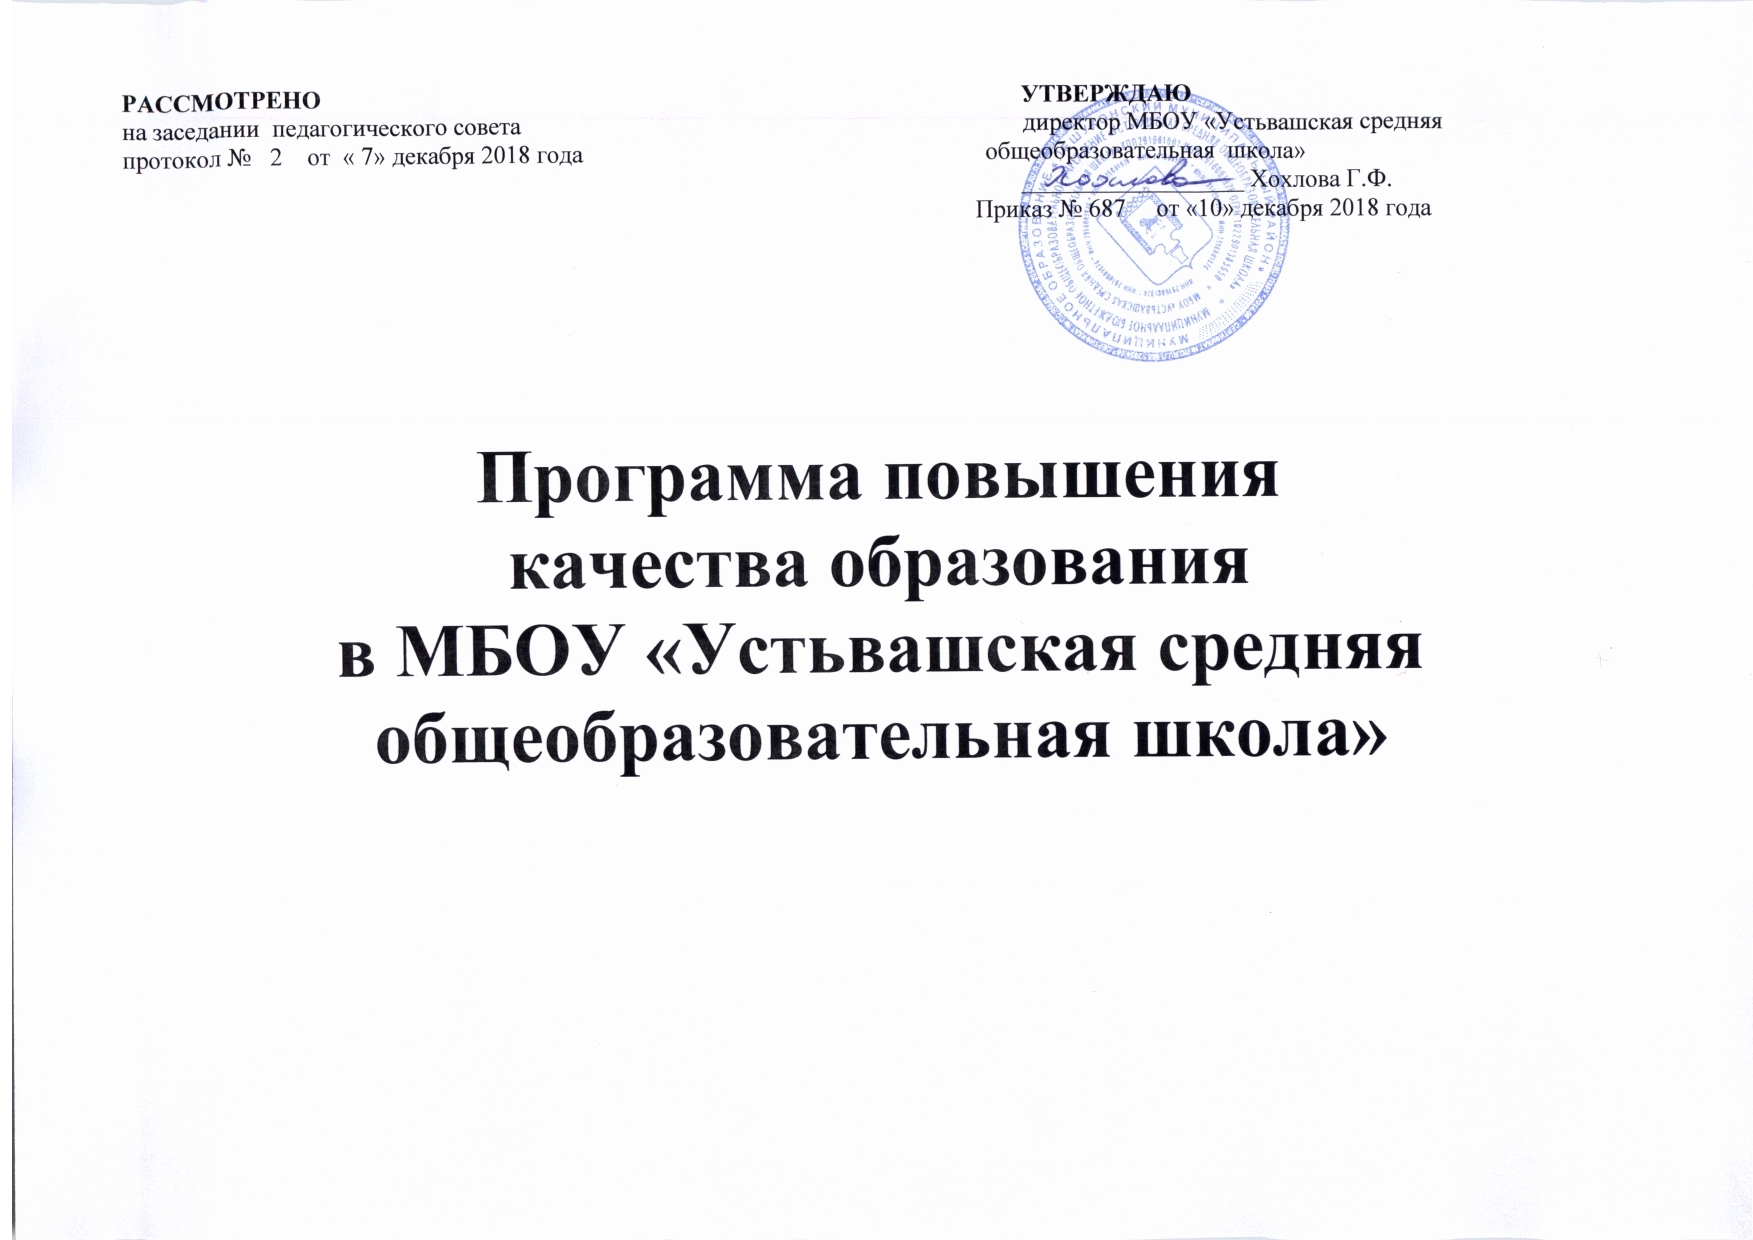 РАССМОТРЕНО
на заседании педагогического совета
протокол № 2 от « 7» декабря 2018 года
УТВЕРЖДАЮ
директор МБОУ «Устьвашская средняя
общеобразовательная школа»
Хохлова Г.Ф.
Приказ № 687 от «10» декабря 2018 года
Программа повышения
качества образования
в МБОУ «Устьвашская средняя
общеобразовательная школа»